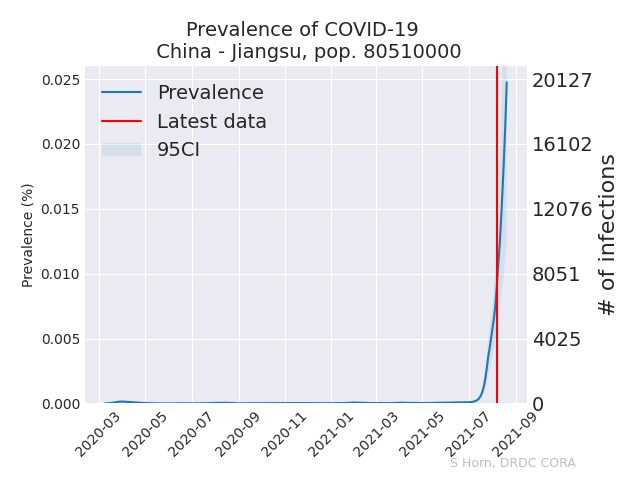 Prevalence of COVID-19
China - Jiangsu, pop. 80510000
Prevalence
Latest data
95CI
0.025
0.020
0.015
0.010
0.005
0.000
Prevalence (%)
20127
16102
12076
8051
4025
0
# of infections
2020-03
2020-05
2020-07
2020-09
2020-11
2021-01
2021-03
2021-05
2021-07
2021-09
S Horn, DRDC CORA